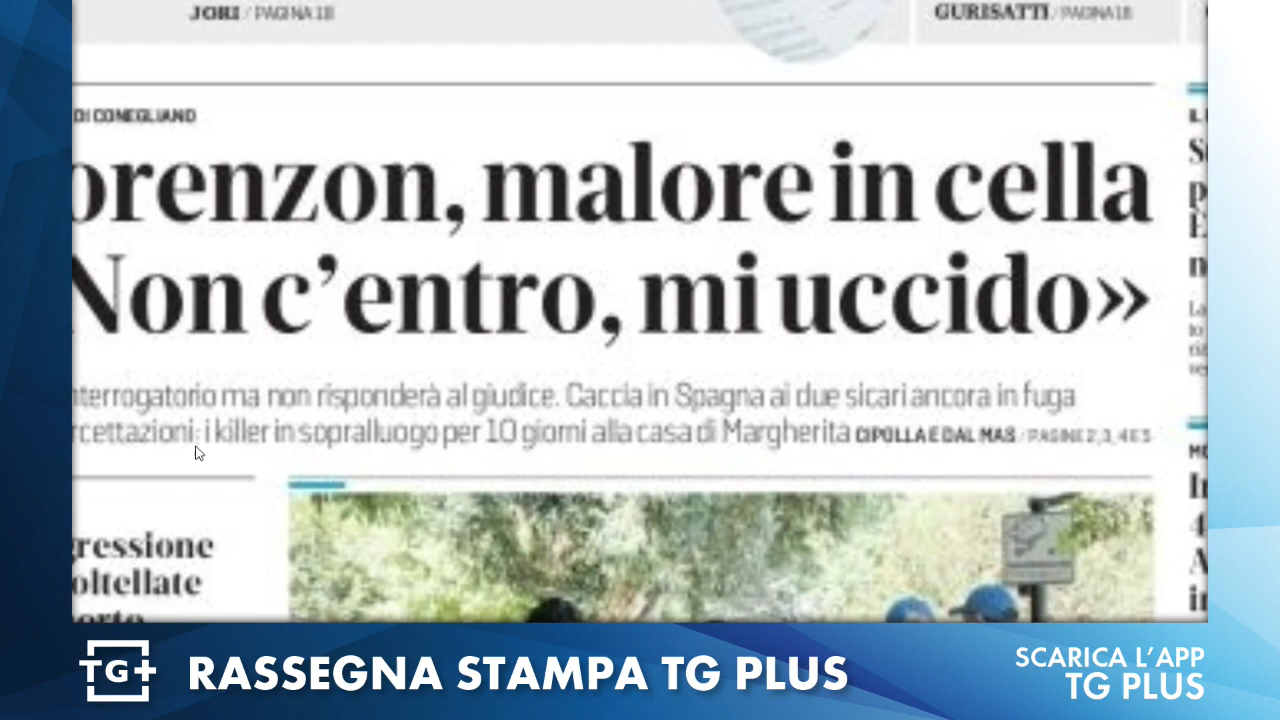 JORI / PAGINA 18
GURISATTI / PAGINA 18
DI CONEGLIANO
orenzon, malore in cella
Non c'entro, mi uccido»
nterrogatorio ma non risponderà al giudice. Caccia in Spagna ai due sicari ancora in fuga
rcettazioni: i killer in sopralluogo per 10 giorni alla casa di Margherita CIPOLLA E DAL MAS / PAGINE 2, 3, 4 E 5
gressione
oltellate
TG+
RASSEGNA STAMPA TG PLUS
SCARICA L'APP
TG PLUS